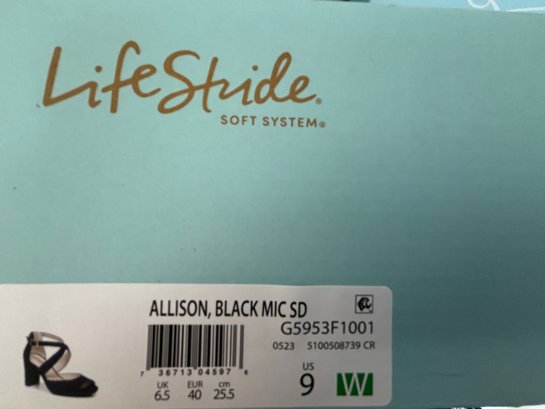 LifeStride®
SOFT SYSTEM®
ALLISON, BLACK MIC SD
G5953F1001
0523 5100508739 CR
7 36713 04597 6
UK EUR cm US
6.5 40 25.5 9 W